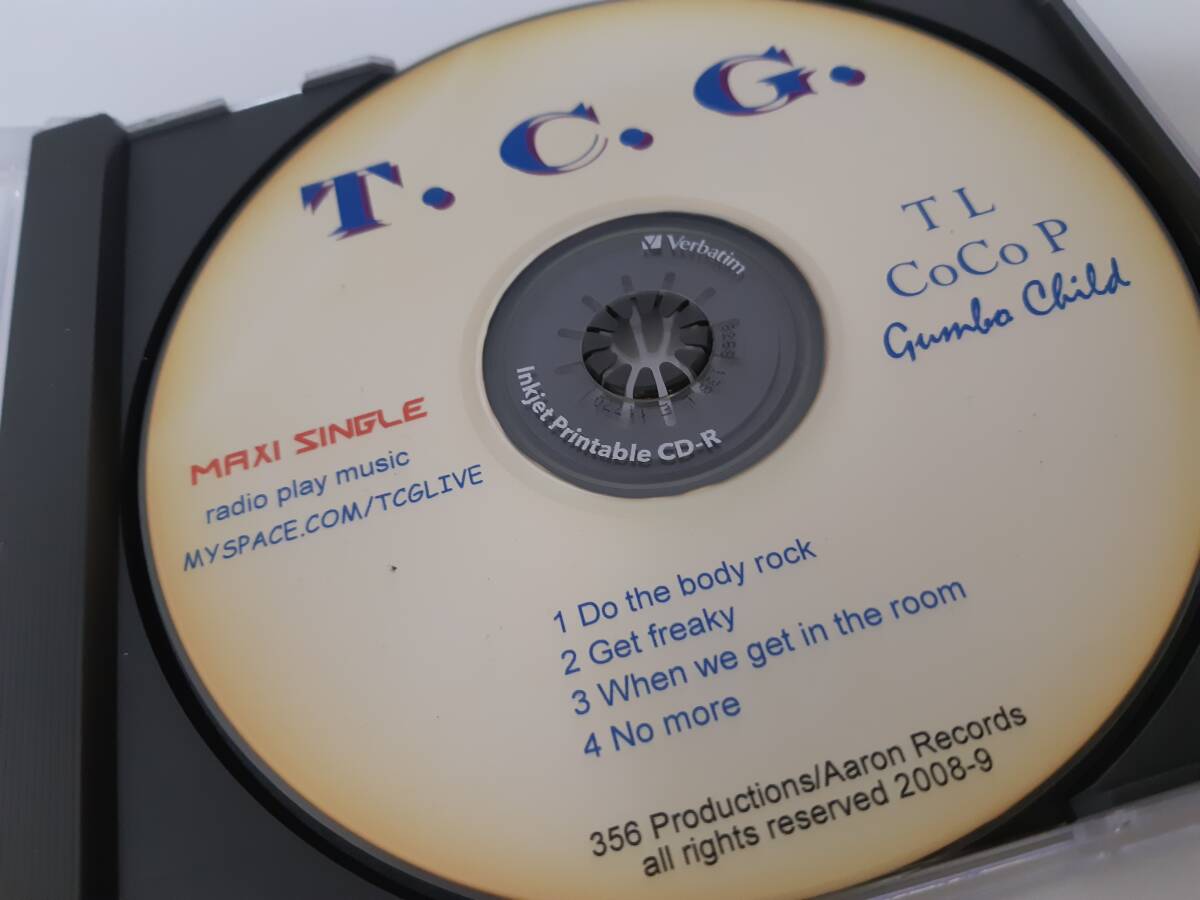 T. C. G.
T L
CoCo P
Gumbo Child
Verbatim
Inkjet Printable CD-R
MAXI SINGLE
radio play music
MYSPACE.COM/TCGLIVE
1 Do the body rock
2 Get freaky
3 When we get in the room
4 No more
356 Productions/Aaron Records
all rights reserved 2008-9